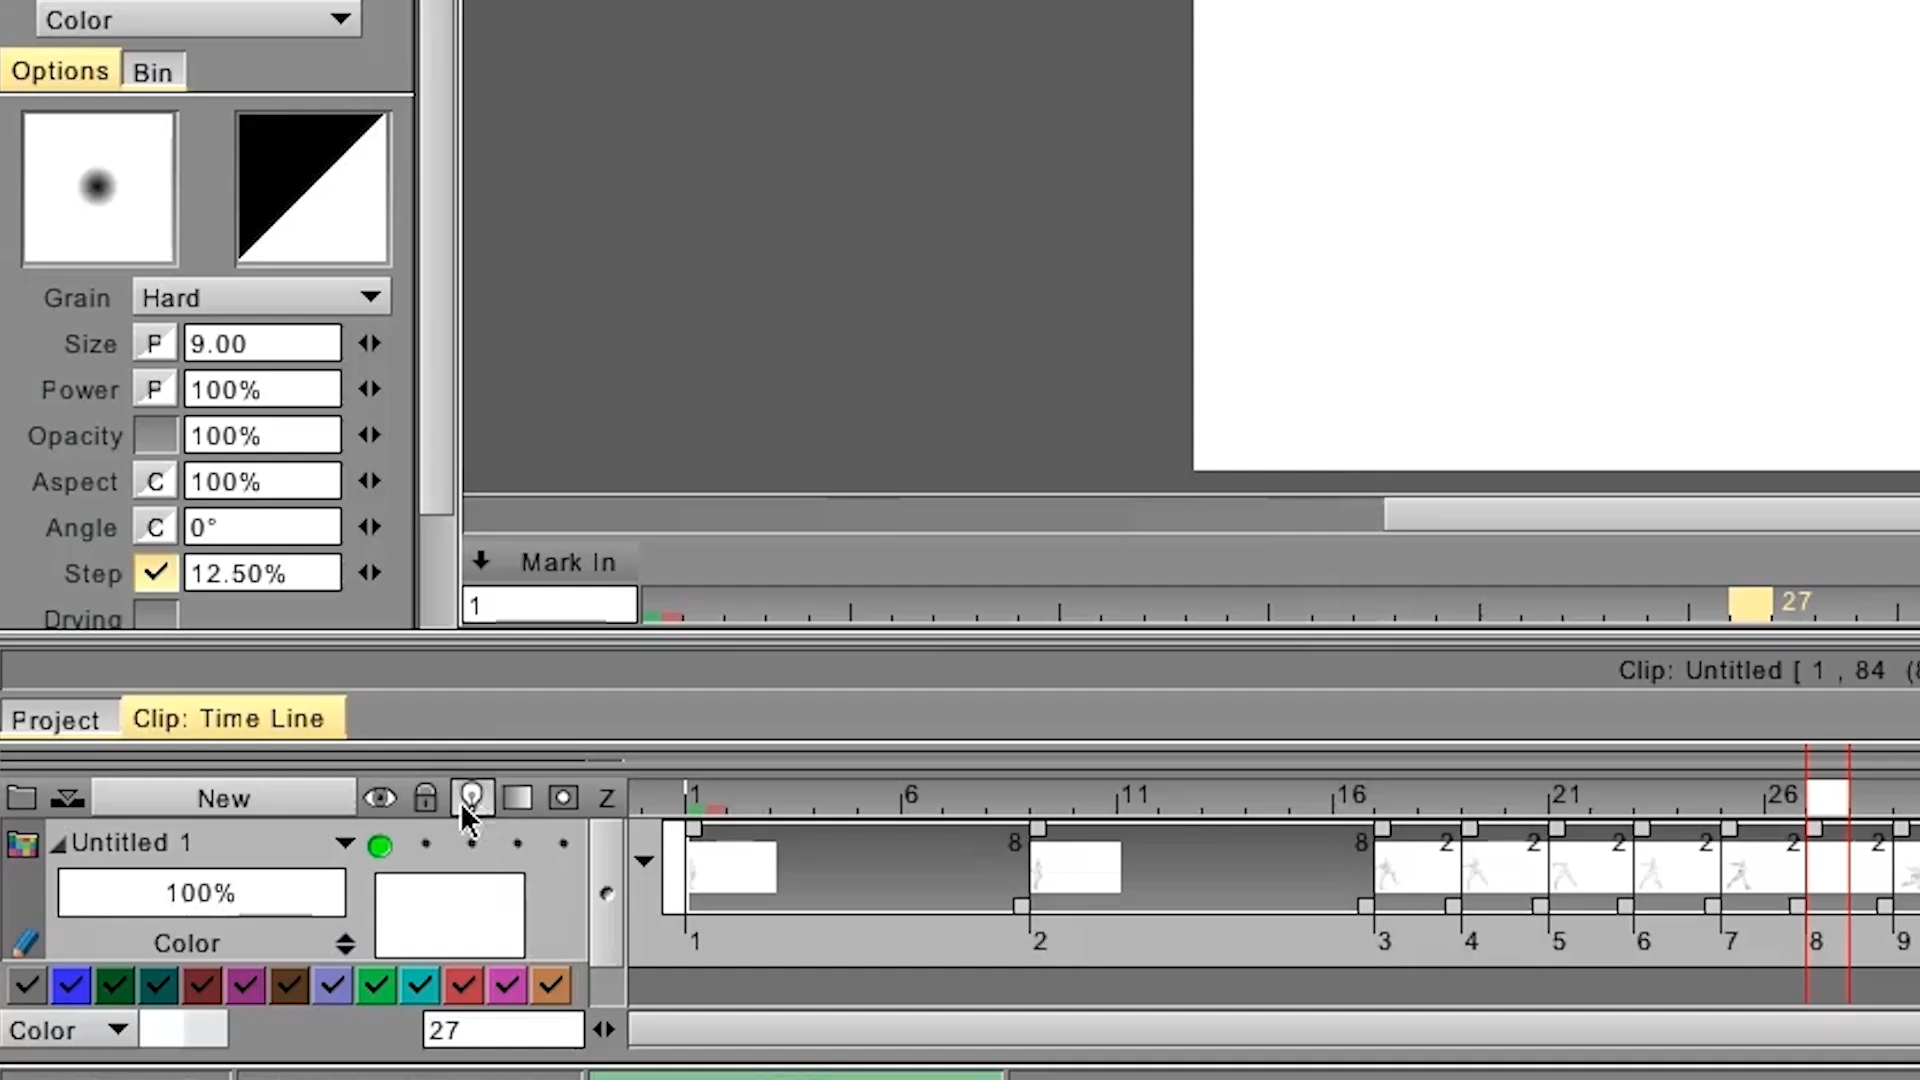 Color
Options Bin
Grain Hard
Size P 9.00
Power P 100%
Opacity 100%
Aspect C 100%
Angle C 0°
Step 12.50%
Drying
Mark In
1
27
Clip: Untitled [ 1 , 84 (8
Project Clip: Time Line
New Z 1 6 11 16 21 26
Untitled 1 8 8 2 2 2 2 2 2
100%
Color 1 2 3 4 5 6 7 8 9
Color 27